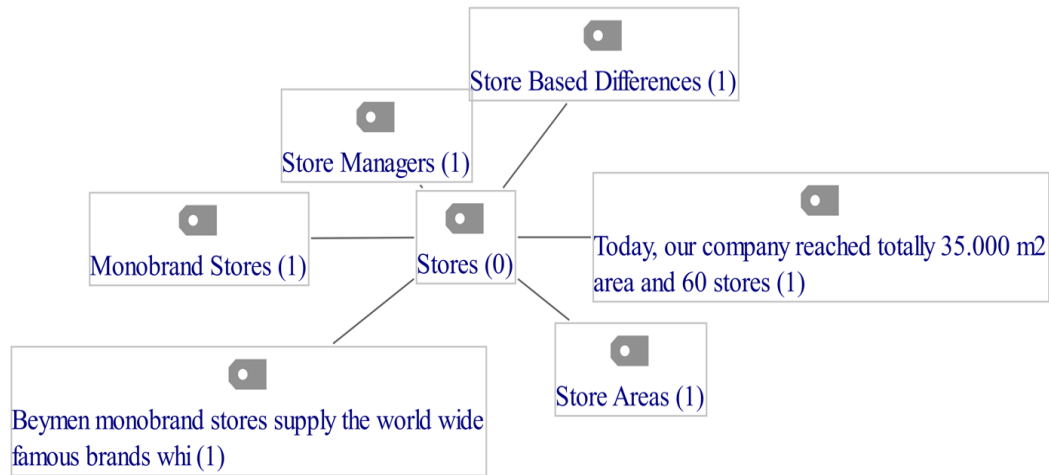 Store Based Differences (1)
Store Managers (1)
Monobrand Stores (1)
Stores (0)
Today, our company reached totally 35.000 m2
area and 60 stores (1)
Store Areas (1)
Beymen monobrand stores supply the world wide
famous brands whi (1)